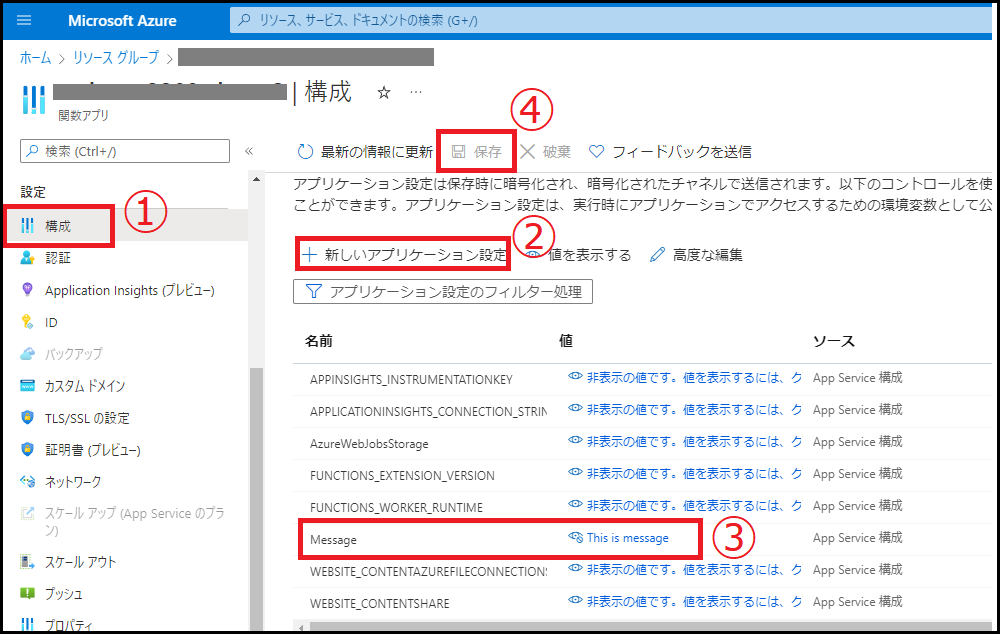 Microsoft Azure
リソース、サービス、ドキュメントの検索 (G+/)
ホーム > リソース グループ >
| 構成 ☆ …
関数アプリ
検索 (Ctrl+/)
«
最新の情報に更新
保存
破棄
フィードバックを送信
④
設定
構成
①
認証
Application Insights (プレビュー)
ID
バックアップ
カスタム ドメイン
TLS/SSL の設定
証明書 (プレビュー)
ネットワーク
スケール アップ (App Service のプラ
ン)
スケール アウト
プッシュ
プロパティ
アプリケーション設定は保存時に暗号化され、暗号化されたチャネルで送信されます。以下のコントロールを使
ことができます。アプリケーション設定は、実行時にアプリケーションでアクセスするための環境変数として公
新しいアプリケーション設定
②
値を表示する
高度な編集
アプリケーション設定のフィルター処理
名前 値 ソース
APPINSIGHTS_INSTRUMENTATIONKEY 非表示の値です。値を表示するには、ク App Service 構成
APPLICATIONINSIGHTS_CONNECTION_STRIN 非表示の値です。値を表示するには、ク App Service 構成
AzureWebJobsStorage 非表示の値です。値を表示するには、ク App Service 構成
FUNCTIONS_EXTENSION_VERSION 非表示の値です。値を表示するには、ク App Service 構成
FUNCTIONS_WORKER_RUNTIME 非表示の値です。値を表示するには、ク App Service 構成
Message This is message ③ App Service 構成
WEBSITE_CONTENTAZUREFILECONNECTIONS 非表示の値です。値を表示するには、ク App Service 構成
WEBSITE_CONTENTSHARE 非表示の値です。値を表示するには、ク App Service 構成